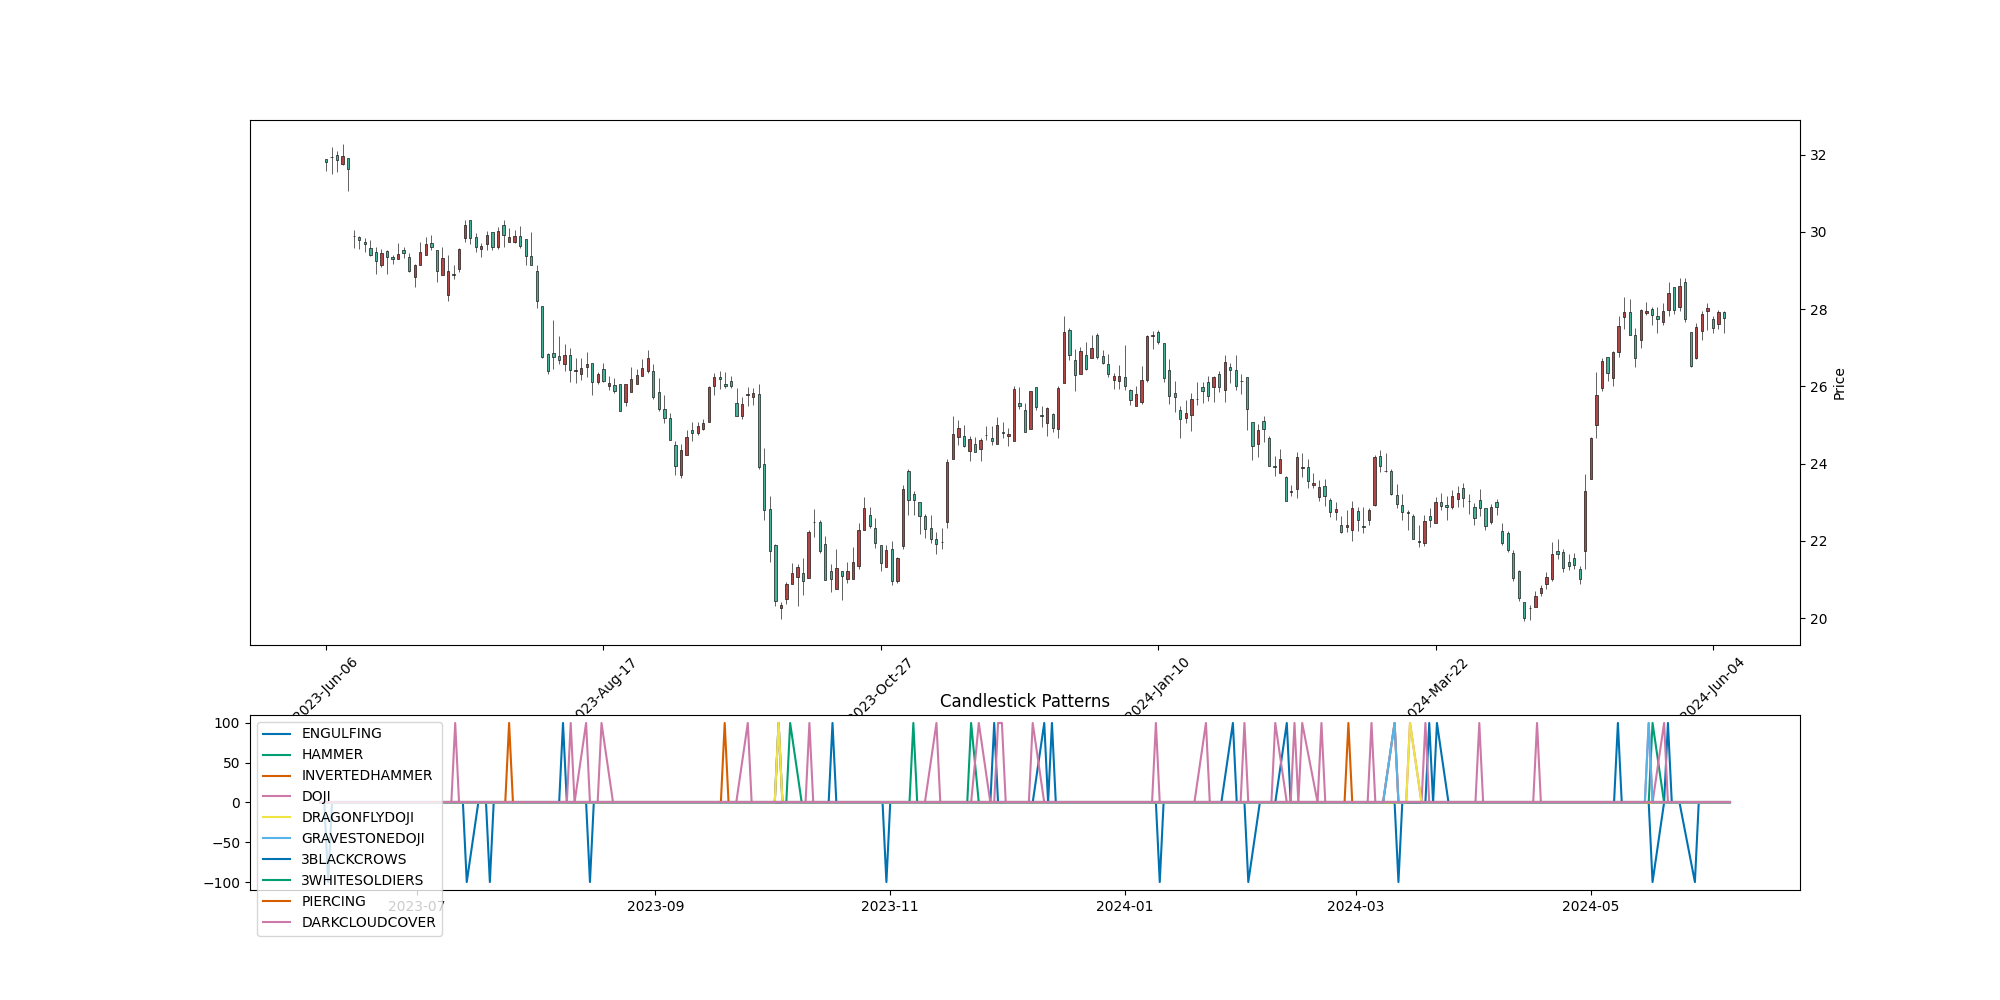 32
30
28
26
24
22
20
Price
2023-Jun-06
2023-Aug-17
2023-Oct-27
2024-Jan-10
2024-Mar-22
2024-Jun-04
Candlestick Patterns
100
50
0
−50
−100
ENGULFING
HAMMER
INVERTEDHAMMER
DOJI
DRAGONFLYDOJI
GRAVESTONEDOJI
3BLACKCROWS
3WHITESOLDIERS
PIERCING
DARKCLOUDCOVER
2023-07
2023-09
2023-11
2024-01
2024-03
2024-05